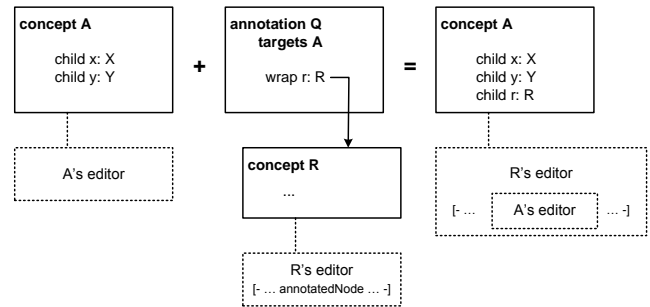 concept A
child x: X
child y: Y
A's editor
+
annotation Q
targets A
wrap r: R
concept R
...
R's editor
[- ... annotatedNode ... -]
=
concept A
child x: X
child y: Y
child r: R
R's editor
[- ... A's editor ... -]